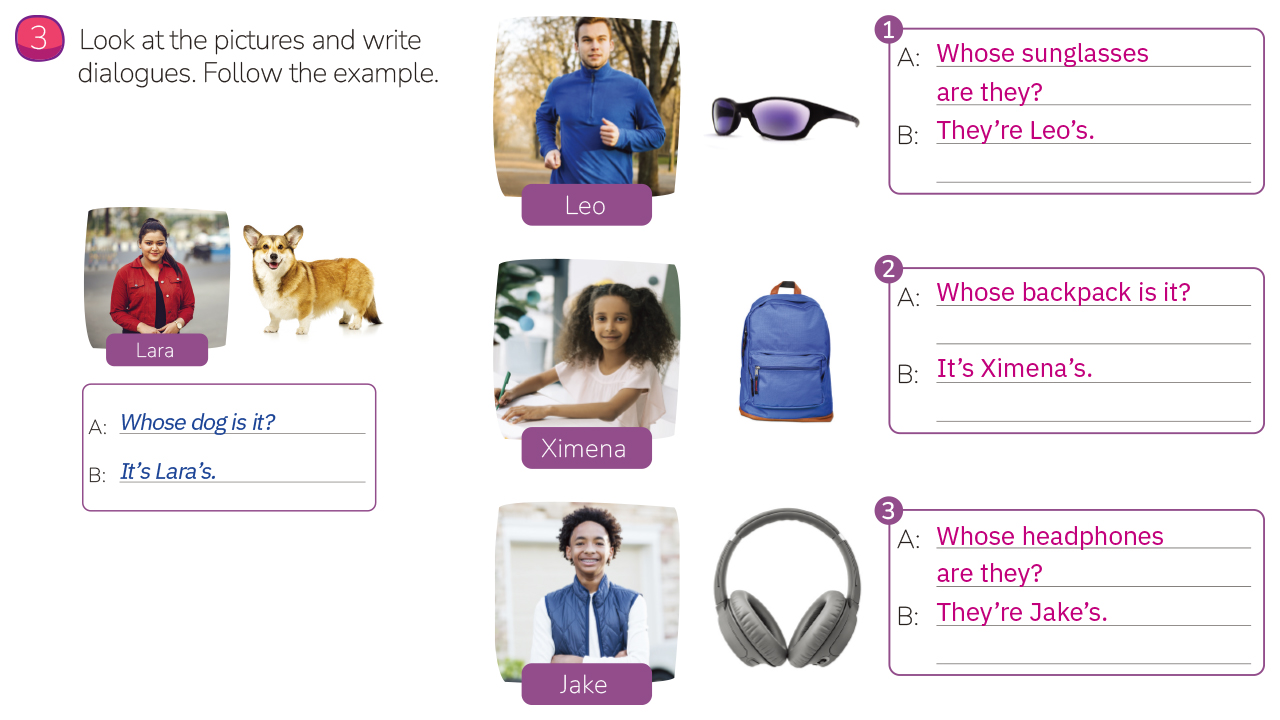 3
Look at the pictures and write
dialogues. Follow the example.
Lara
A: Whose dog is it?
B: It's Lara's.
Leo
1
A: Whose sunglasses
are they?
B: They're Leo's.
Ximena
2
A: Whose backpack is it?
B: It's Ximena's.
Jake
3
A: Whose headphones
are they?
B: They're Jake's.